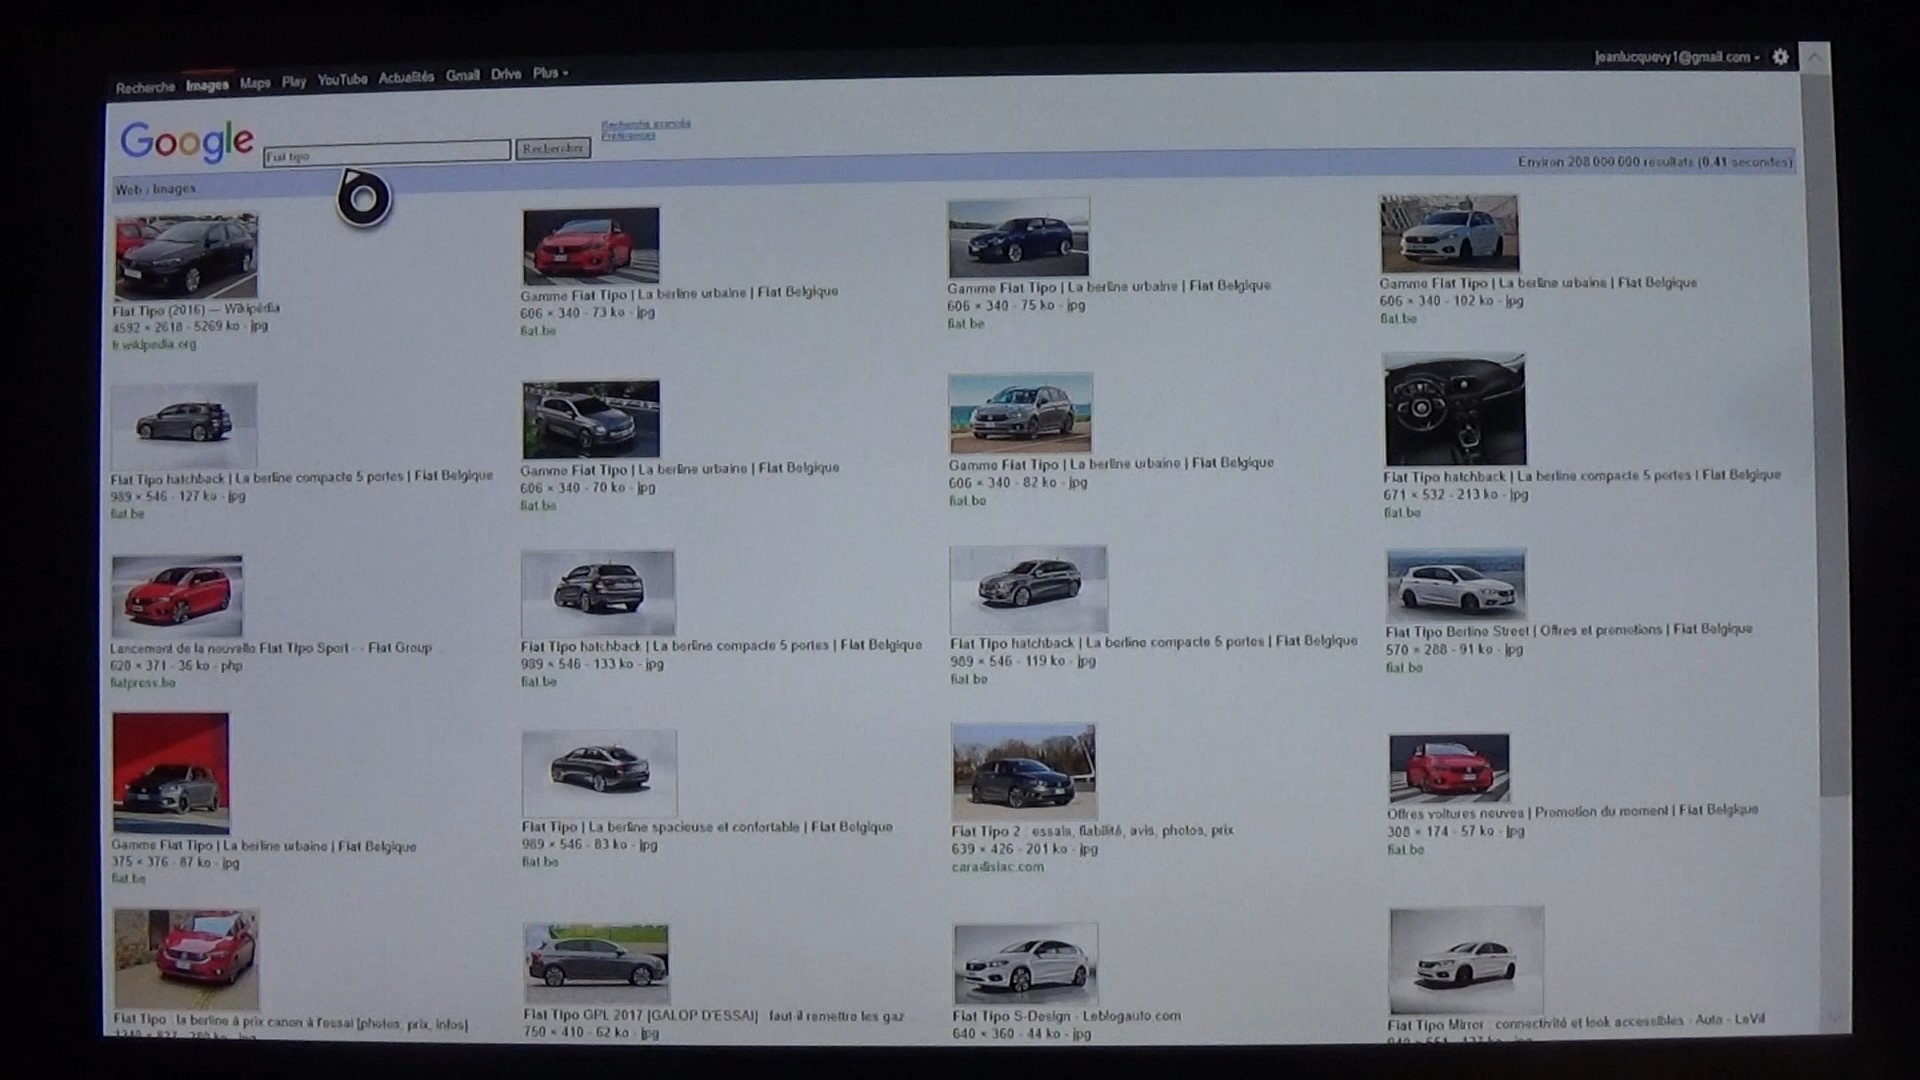 Recherche Images Maps Play YouTube Actualités Gmail Drive Plus
jeanlucquevy1@gmail.com
Google
Fiat tipo
Rechercher
Recherche avancée
Préférences
Web › Images
Environ 208 000 000 résultats (0.41 secondes)
Fiat Tipo (2016) — Wikipédia
4592 × 2618 - 5269 ko - jpg
fr.wikipedia.org
Gamme Fiat Tipo | La berline urbaine | Fiat Belgique
606 × 340 - 73 ko - jpg
fiat.be
Gamme Fiat Tipo | La berline urbaine | Fiat Belgique
606 × 340 - 75 ko - jpg
fiat.be
Gamme Fiat Tipo | La berline urbaine | Fiat Belgique
606 × 340 - 102 ko - jpg
fiat.be
Fiat Tipo hatchback | La berline compacte 5 portes | Fiat Belgique
989 × 546 - 127 ko - jpg
fiat.be
Gamme Fiat Tipo | La berline urbaine | Fiat Belgique
606 × 340 - 70 ko - jpg
fiat.be
Gamme Fiat Tipo | La berline urbaine | Fiat Belgique
606 × 340 - 82 ko - jpg
fiat.be
Fiat Tipo hatchback | La berline compacte 5 portes | Fiat Belgique
671 × 532 - 213 ko - jpg
fiat.be
Lancement de la nouvelle Fiat Tipo Sport - - Fiat Group ...
620 × 371 - 36 ko - php
fiatpress.be
Fiat Tipo hatchback | La berline compacte 5 portes | Fiat Belgique
989 × 546 - 133 ko - jpg
fiat.be
Fiat Tipo hatchback | La berline compacte 5 portes | Fiat Belgique
989 × 546 - 119 ko - jpg
fiat.be
Fiat Tipo Berline Street | Offres et promotions | Fiat Belgique
570 × 288 - 91 ko - jpg
fiat.be
Gamme Fiat Tipo | La berline urbaine | Fiat Belgique
375 × 376 - 87 ko - jpg
fiat.be
Fiat Tipo | La berline spacieuse et confortable | Fiat Belgique
989 × 546 - 83 ko - jpg
fiat.be
Fiat Tipo 2 : essais, fiabilité, avis, photos, prix
639 × 426 - 201 ko - jpg
caradisiac.com
Offres voitures neuves | Promotion du moment | Fiat Belgique
308 × 174 - 57 ko - jpg
fiat.be
Fiat Tipo : la berline à prix canon à l'essai [photos, prix, infos]
Fiat Tipo GPL 2017 [GALOP D'ESSAI] : faut-il remettre les gaz ...
750 × 410 - 62 ko - jpg
Fiat Tipo S-Design - Leblogauto.com
640 × 360 - 44 ko - jpg
Fiat Tipo Mirror : connectivité et look accessibles - Auto - LeVif